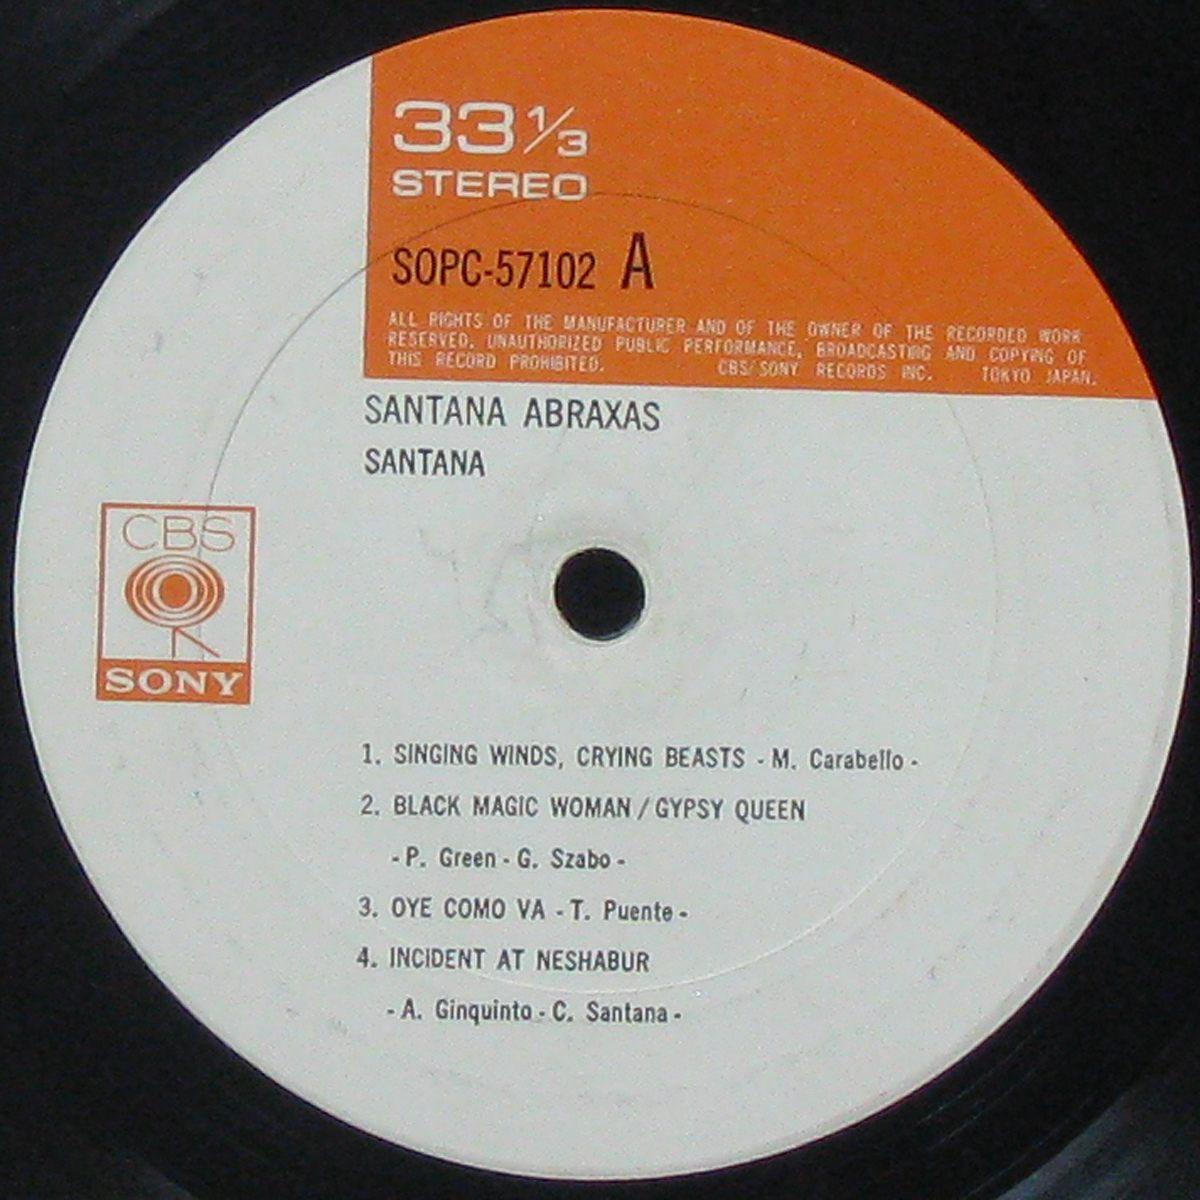 33 1/3
STEREO
SOPC-57102 A
ALL RIGHTS OF THE MANUFACTURER AND OF THE OWNER OF THE RECORDED WORK
RESERVED. UNAUTHORIZED PUBLIC PERFORMANCE, BROADCASTING AND COPYING OF
THIS RECORD PROHIBITED. CBS/SONY RECORDS INC. TOKYO JAPAN.
SANTANA ABRAXAS
SANTANA
CBS
SONY
1. SINGING WINDS, CRYING BEASTS - M. Carabello -
2. BLACK MAGIC WOMAN / GYPSY QUEEN
- P. Green - G. Szabo -
3. OYE COMO VA - T. Puente -
4. INCIDENT AT NESHABUR
- A. Ginquinto - C. Santana -